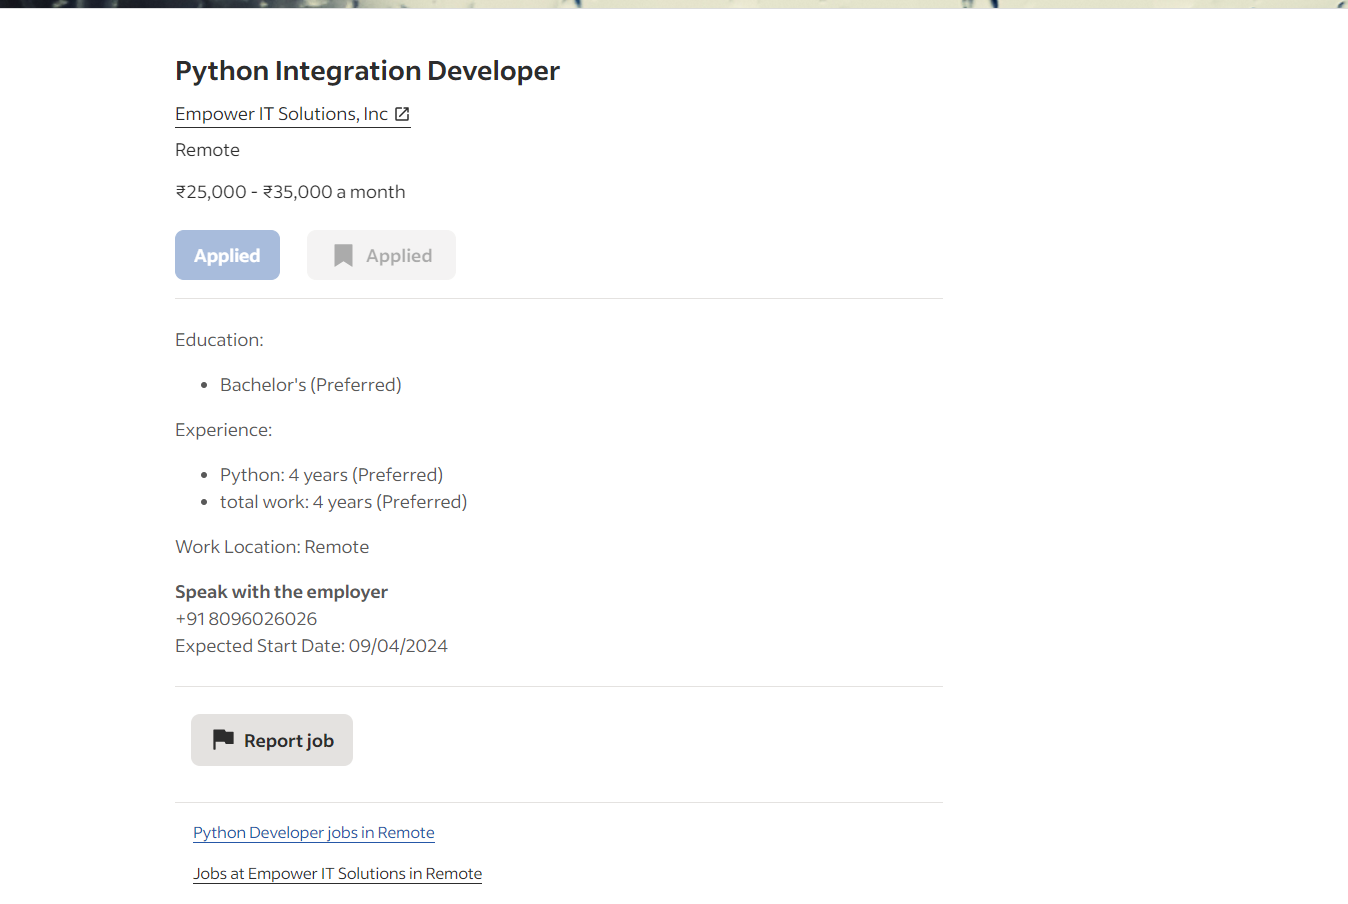 Python Integration Developer
Empower IT Solutions, Inc
Remote
₹25,000 - ₹35,000 a month
Applied
Applied
Education:
Bachelor's (Preferred)
Experience:
Python: 4 years (Preferred)
total work: 4 years (Preferred)
Work Location: Remote
Speak with the employer
+91 8096026026
Expected Start Date: 09/04/2024
Report job
Python Developer jobs in Remote
Jobs at Empower IT Solutions in Remote